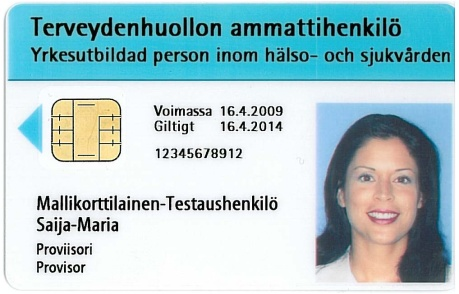 Terveydenhuollon ammattihenkilö
Yrkesutbildad person inom hälso- och sjukvården
Voimassa 16.4.2009
Giltigt 16.4.2014
12345678912
Mallikorttilainen-Testaushenkilö
Saija-Maria
Proviisori
Provisor